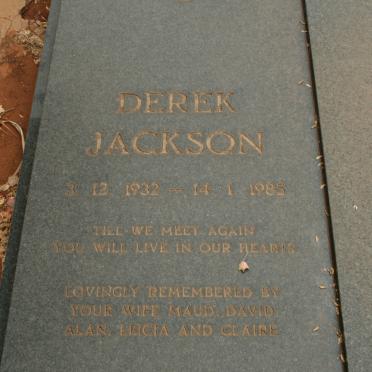 DEREK
JACKSON
3. 12. 1932 — 14. 1. 1985
TILL WE MEET AGAIN
YOU WILL LIVE IN OUR HEARTS
LOVINGLY REMEMBERED BY
YOUR WIFE MAUD, DAVID,
ALAN, LUCIA AND CLAIRE